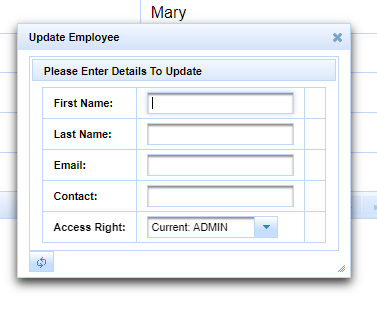 Mary
Update Employee
Please Enter Details To Update
First Name:
Last Name:
Email:
Contact:
Access Right: Current: ADMIN